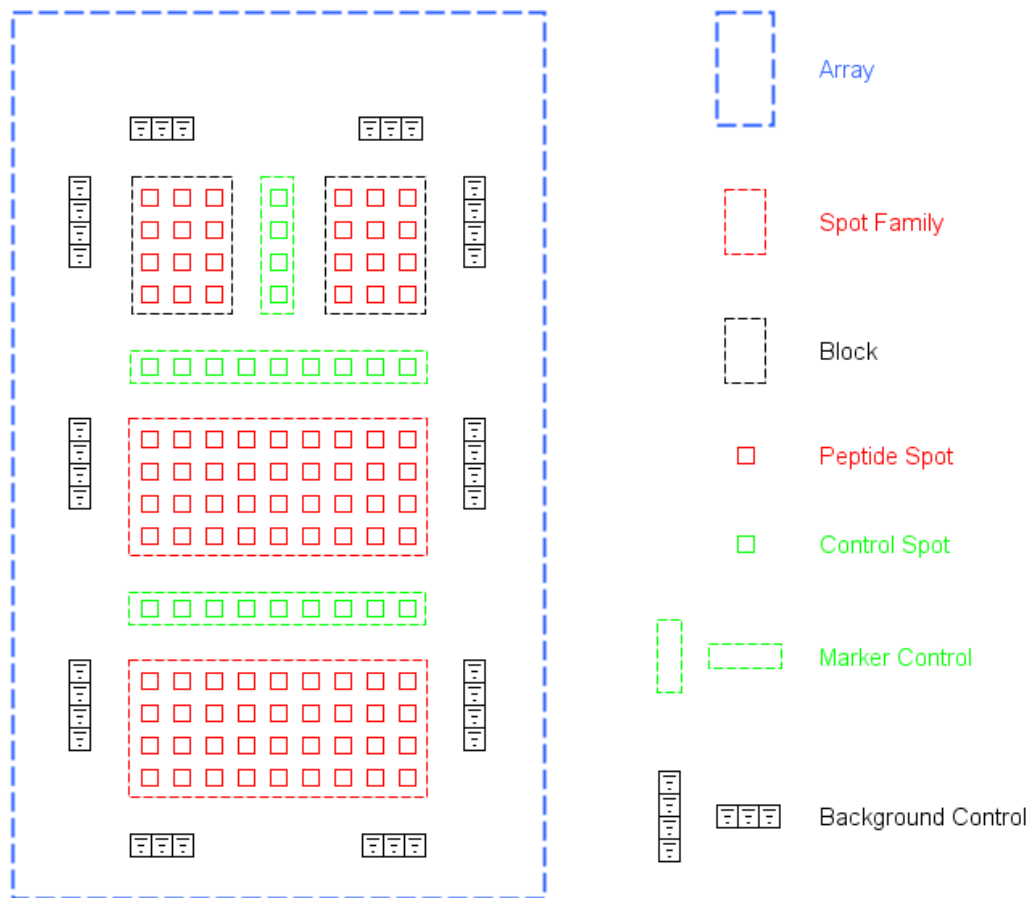 Array
Spot Family
Block
Peptide Spot
Control Spot
Marker Control
Background Control